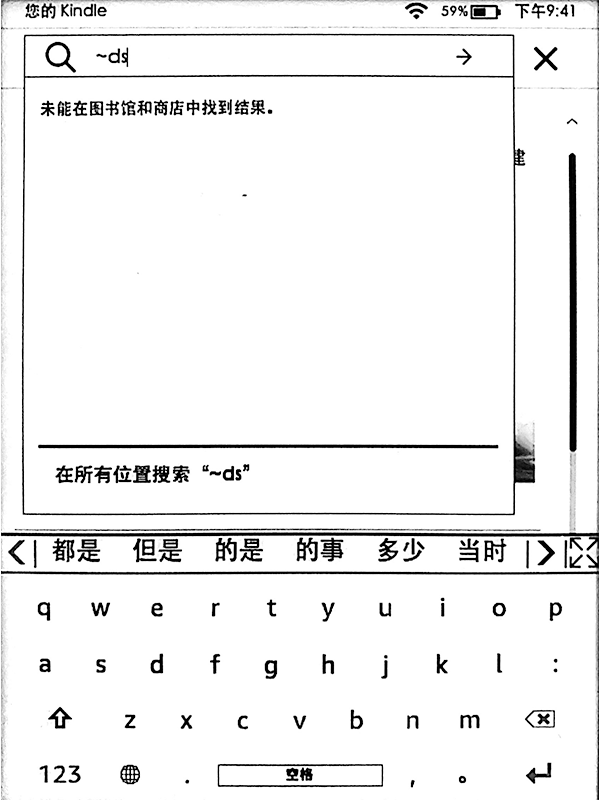 您的 Kindle 59% 下午9:41
~ds
未能在图书馆和商店中找到结果。
建
在所有位置搜索“~ds”
都是 但是 的是 的事 多少 当时
q w e r t y u i o p
a s d f g h j k l :
z x c v b n m
123 . 空格 , 。